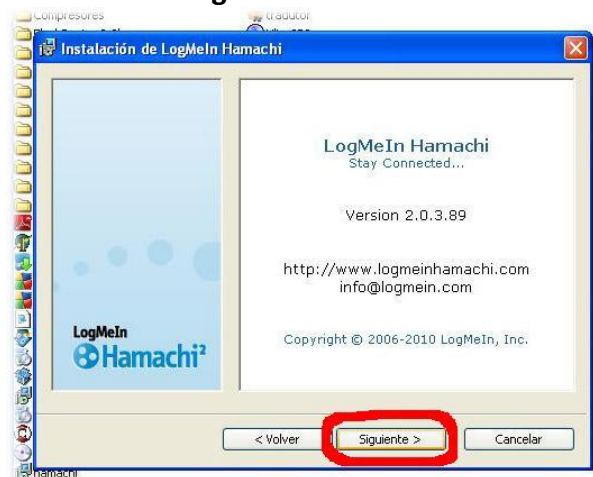 Compresores
tradutor
Instalación de LogMeIn Hamachi
LogMeIn Hamachi
Stay Connected...
Version 2.0.3.89
http://www.logmeinhamachi.com
info@logmein.com
Copyright © 2006-2010 LogMeIn, Inc.
LogMeIn
Hamachi²
< Volver
Siguiente >
Cancelar
hamachi